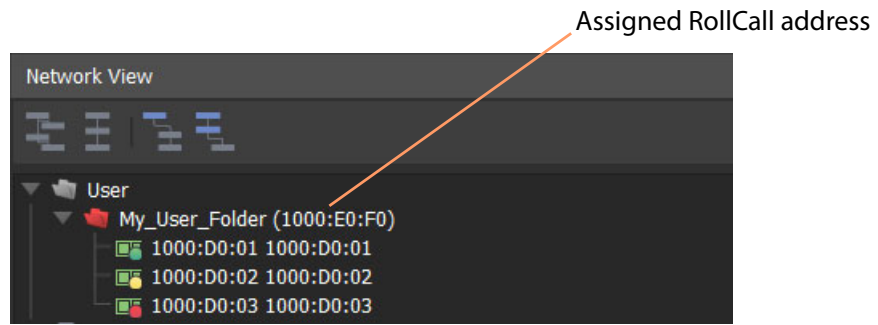 Assigned RollCall address
Network View
User
My_User_Folder (1000:E0:F0)
1000:D0:01 1000:D0:01
1000:D0:02 1000:D0:02
1000:D0:03 1000:D0:03